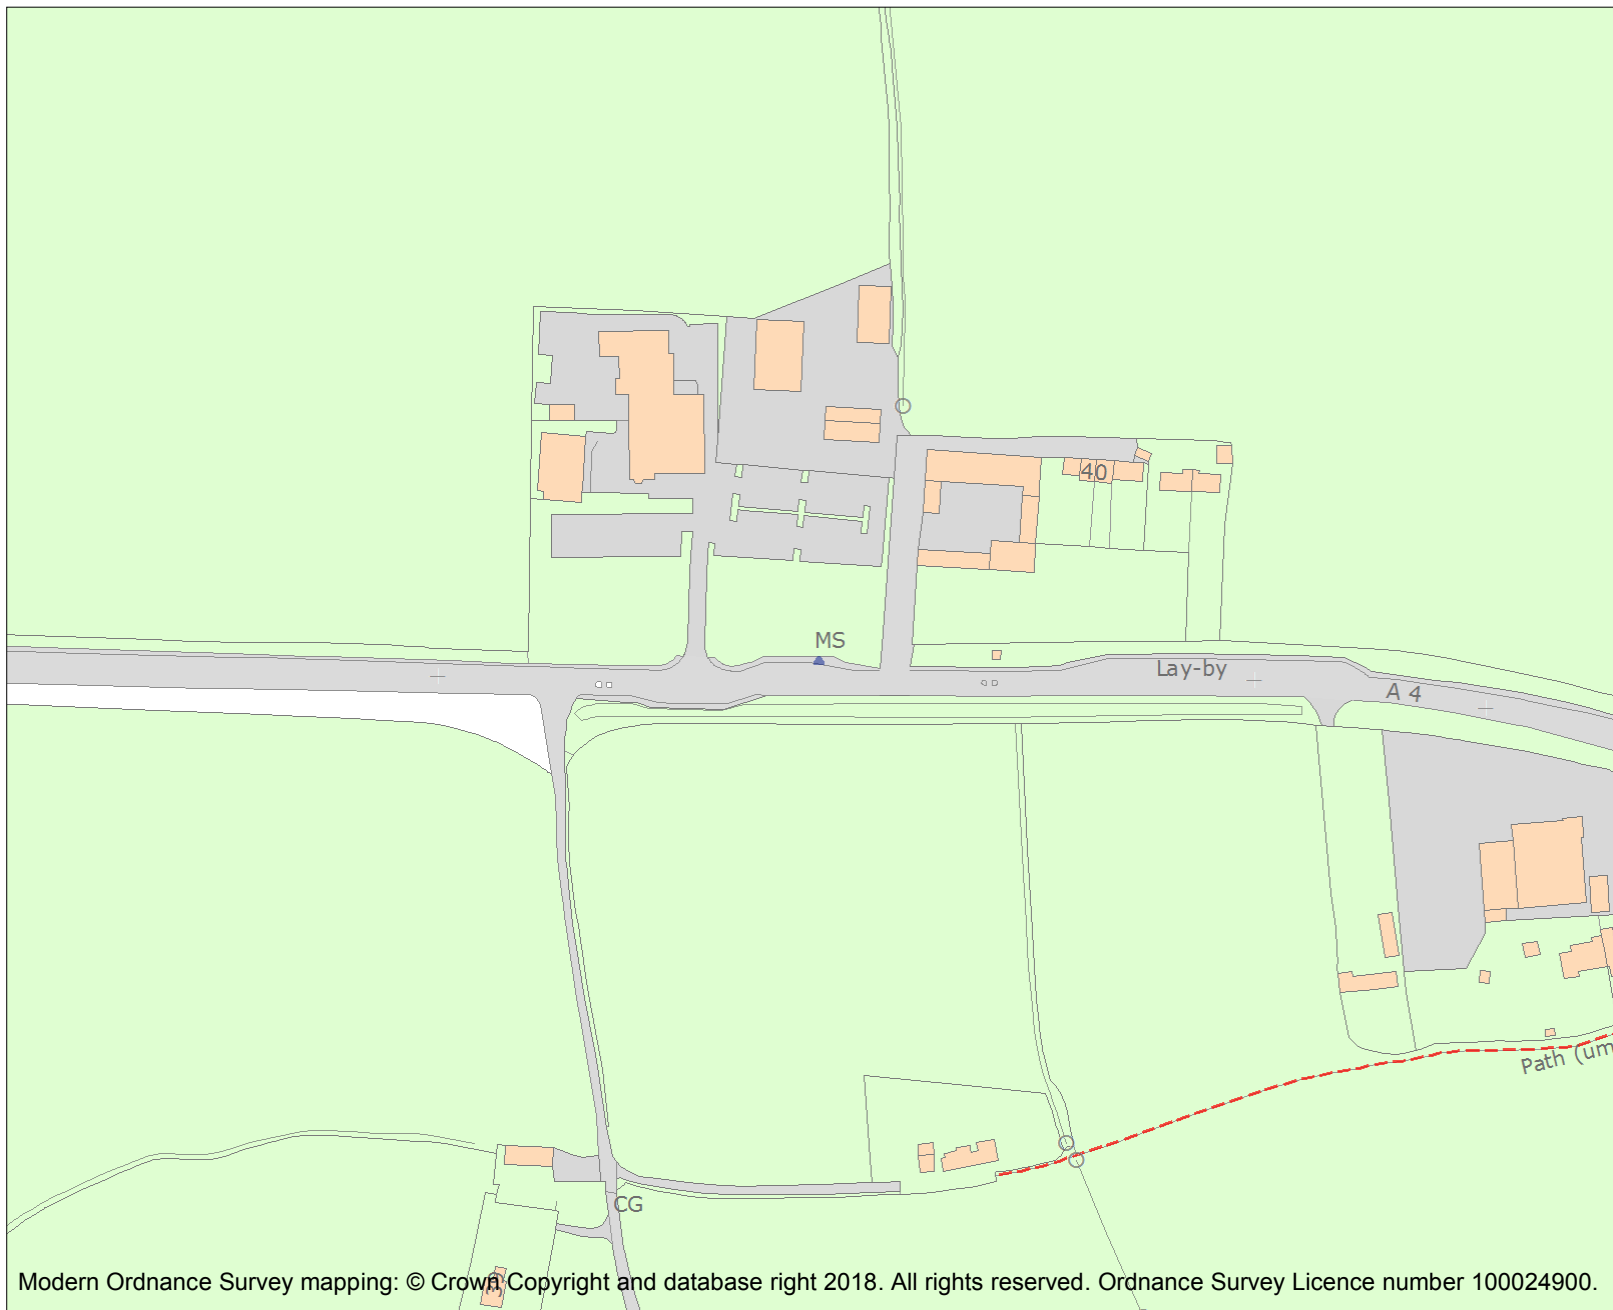 40
MS
Lay-by
A 4
Path (um
CG
Modern Ordnance Survey mapping: © Crown Copyright and database right 2018. All rights reserved. Ordnance Survey Licence number 100024900.